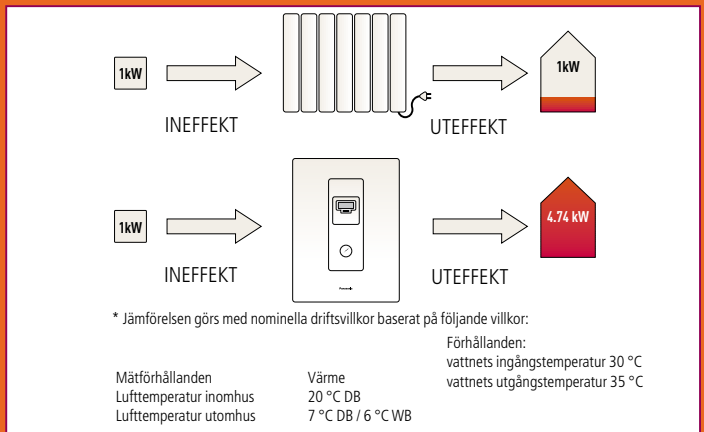 1kW
1kW
INEFFEKT
UTEFFEKT
1kW
4.74 kW
INEFFEKT
UTEFFEKT
Panasonic
* Jämförelsen görs med nominella driftsvillkor baserat på följande villkor:
Förhållanden:
vattnets ingångstemperatur 30 °C
vattnets utgångstemperatur 35 °C
Mätförhållanden Värme
Lufttemperatur inomhus 20 °C DB
Lufttemperatur utomhus 7 °C DB / 6 °C WB